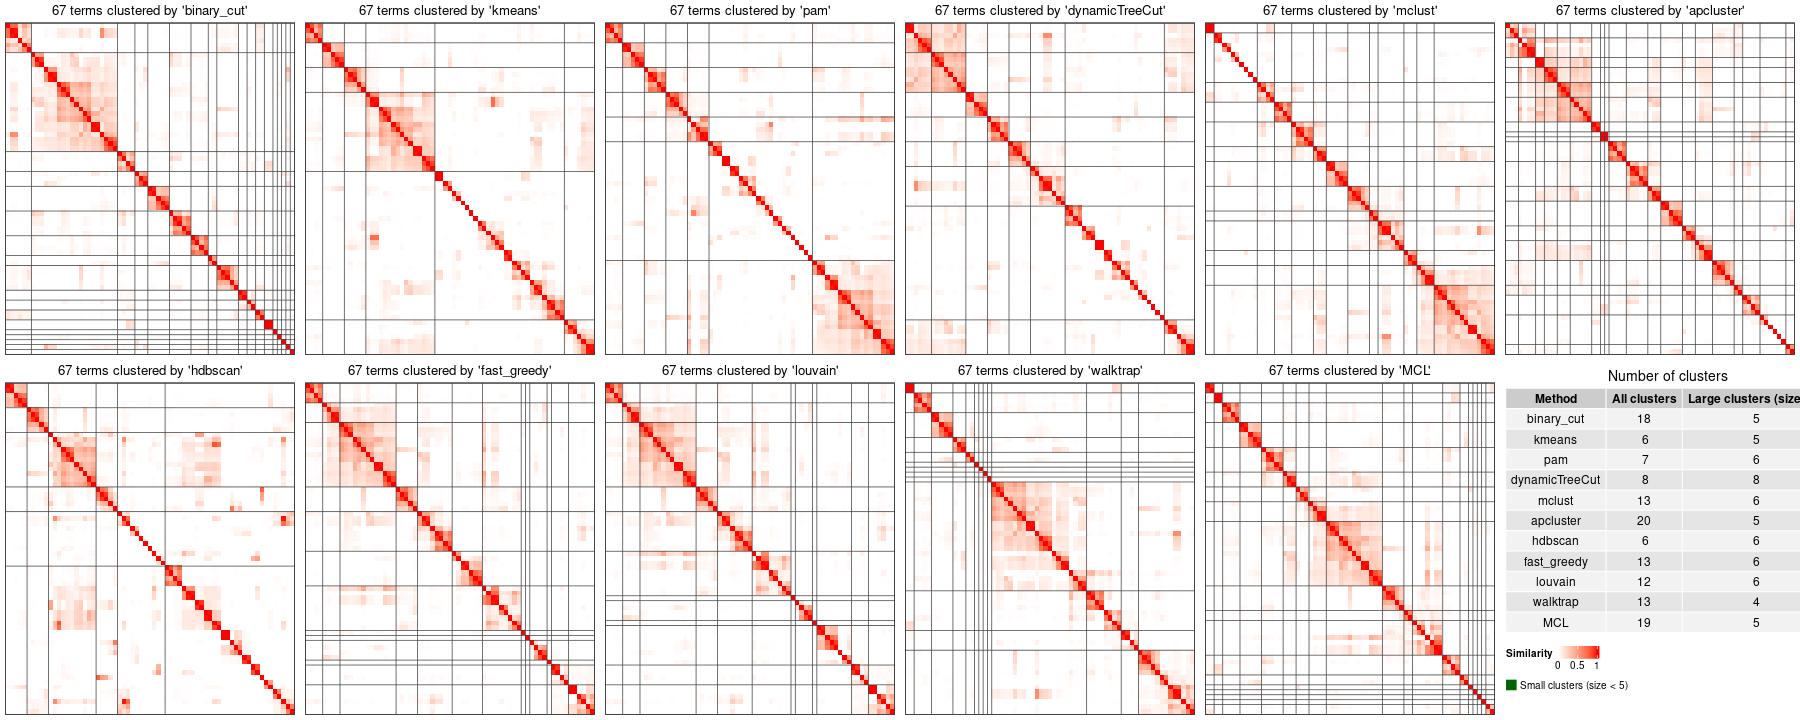 67 terms clustered by 'binary_cut'
67 terms clustered by 'kmeans'
67 terms clustered by 'pam'
67 terms clustered by 'dynamicTreeCut'
67 terms clustered by 'mclust'
67 terms clustered by 'apcluster'
67 terms clustered by 'hdbscan'
67 terms clustered by 'fast_greedy'
67 terms clustered by 'louvain'
67 terms clustered by 'walktrap'
67 terms clustered by 'MCL'
Number of clusters
Method All clusters Large clusters (size
binary_cut 18 5
kmeans 6 5
pam 7 6
dynamicTreeCut 8 8
mclust 13 6
apcluster 20 5
hdbscan 6 6
fast_greedy 13 6
louvain 12 6
walktrap 13 4
MCL 19 5
Similarity
0 0.5 1
Small clusters (size < 5)